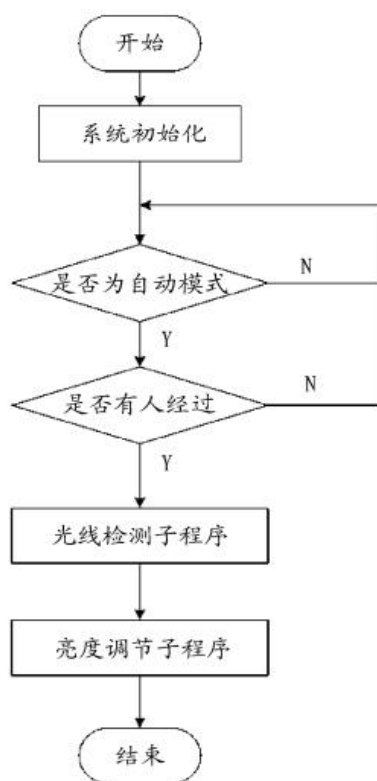 开始
系统初始化
是否为自动模式
N
Y
是否有人经过
N
Y
光线检测子程序
亮度调节子程序
结束